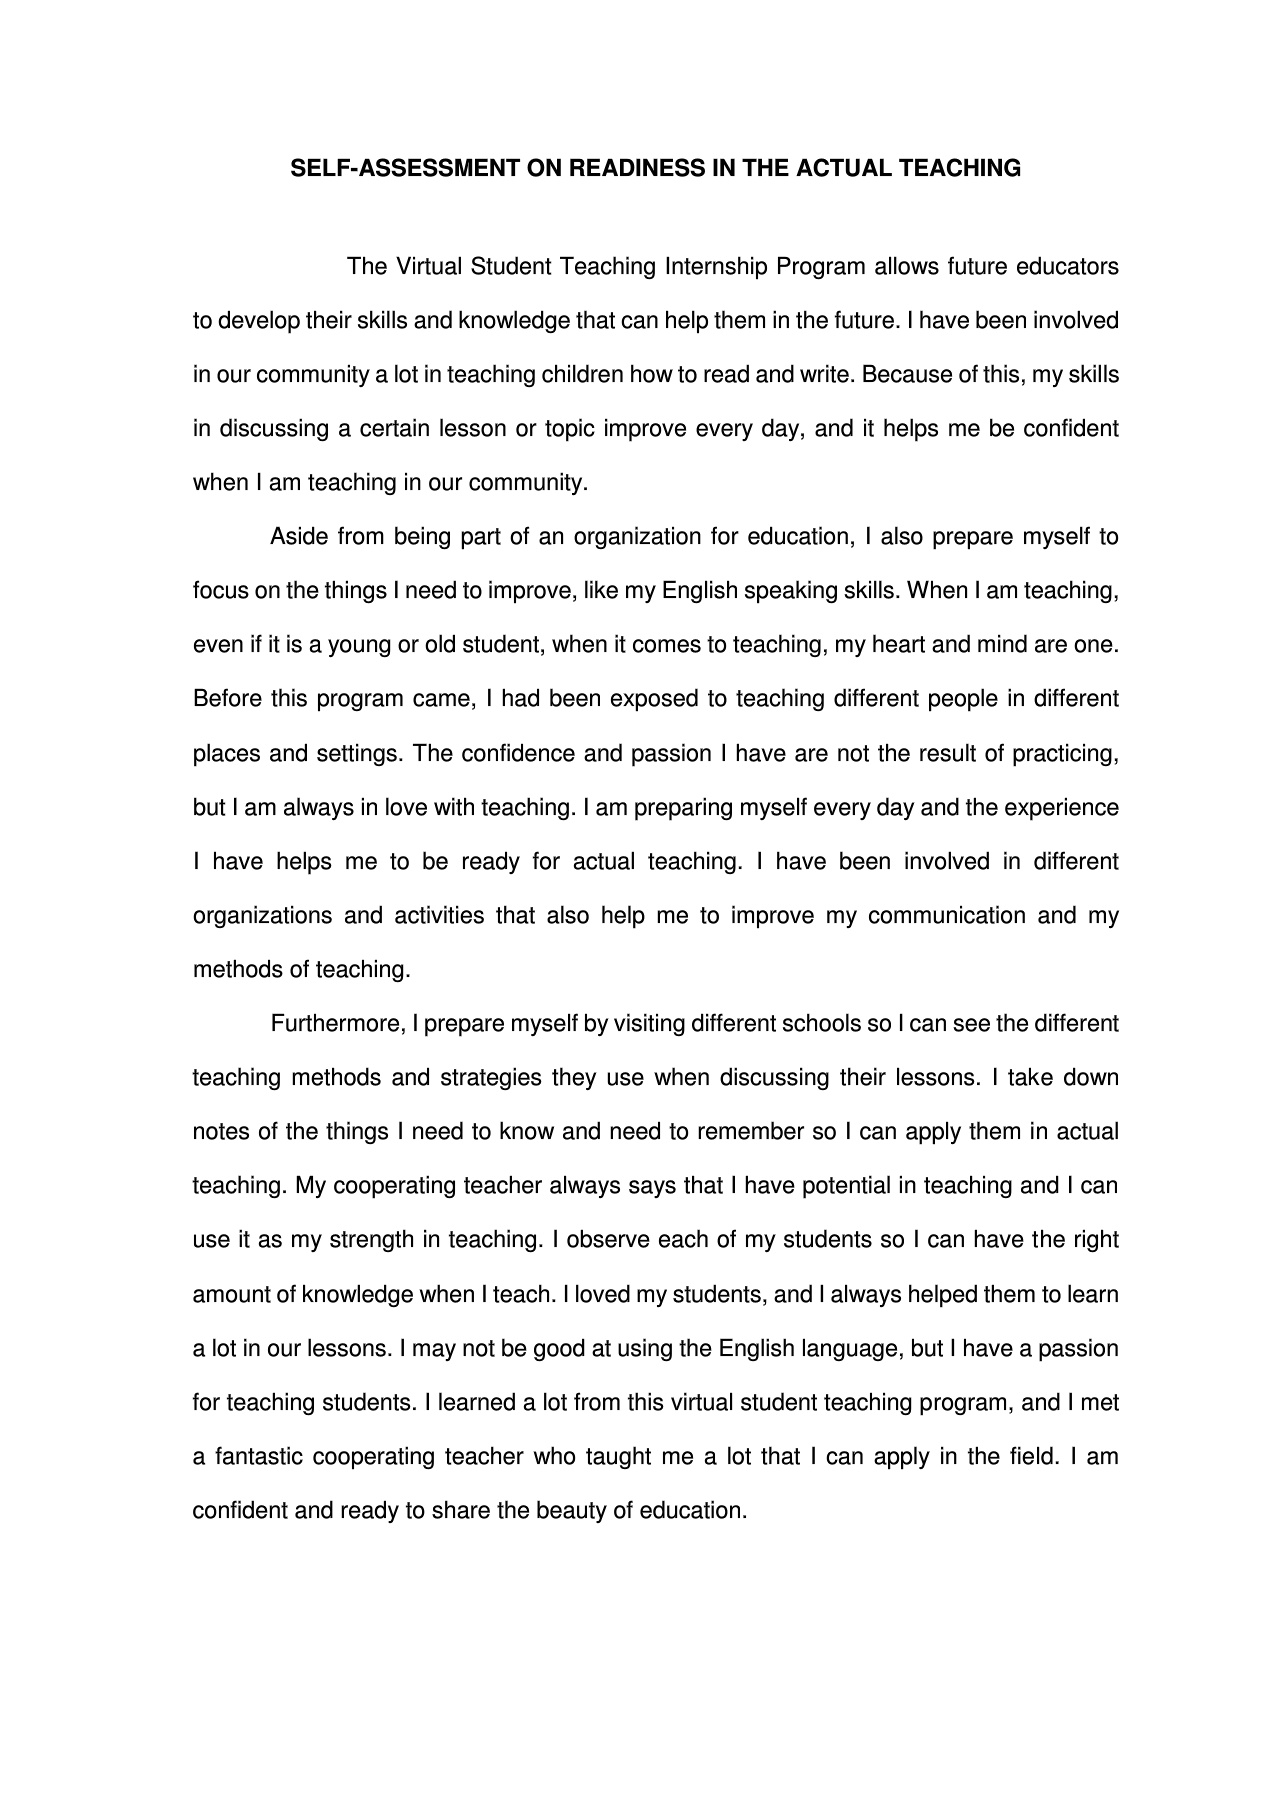 SELF-ASSESSMENT ON READINESS IN THE ACTUAL TEACHING
The Virtual Student Teaching Internship Program allows future educators
to develop their skills and knowledge that can help them in the future. I have been involved
in our community a lot in teaching children how to read and write. Because of this, my skills
in discussing a certain lesson or topic improve every day, and it helps me be confident
when I am teaching in our community.
Aside from being part of an organization for education, I also prepare myself to
focus on the things I need to improve, like my English speaking skills. When I am teaching,
even if it is a young or old student, when it comes to teaching, my heart and mind are one.
Before this program came, I had been exposed to teaching different people in different
places and settings. The confidence and passion I have are not the result of practicing,
but I am always in love with teaching. I am preparing myself every day and the experience
I have helps me to be ready for actual teaching. I have been involved in different
organizations and activities that also help me to improve my communication and my
methods of teaching.
Furthermore, I prepare myself by visiting different schools so I can see the different
teaching methods and strategies they use when discussing their lessons. I take down
notes of the things I need to know and need to remember so I can apply them in actual
teaching. My cooperating teacher always says that I have potential in teaching and I can
use it as my strength in teaching. I observe each of my students so I can have the right
amount of knowledge when I teach. I loved my students, and I always helped them to learn
a lot in our lessons. I may not be good at using the English language, but I have a passion
for teaching students. I learned a lot from this virtual student teaching program, and I met
a fantastic cooperating teacher who taught me a lot that I can apply in the field. I am
confident and ready to share the beauty of education.